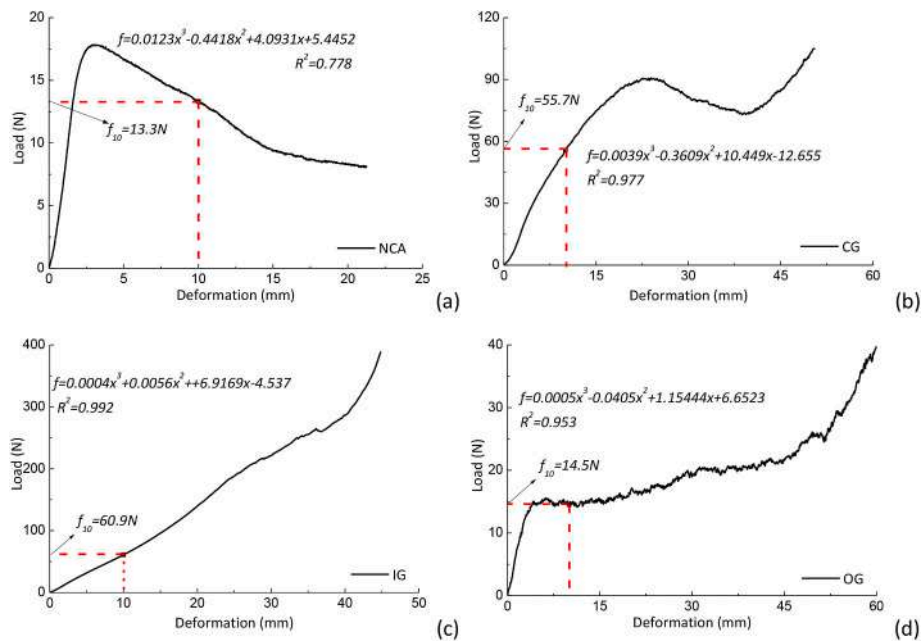 20
15
10
5
0
0 5 10 15 20 25
Load (N)
Deformation (mm)
f=0.0123x³-0.4418x²+4.0931x+5.4452
R²=0.778
f₁₀=13.3N
NCA
(a)
120
90
60
30
0
0 15 30 45 60
Load (N)
Deformation (mm)
f₁₀=55.7N
f=0.0039x³-0.3609x²+10.449x-12.655
R²=0.977
CG
(b)
400
300
200
100
0
0 10 20 30 40 50
Load (N)
Deformation (mm)
f=0.0004x³+0.0056x²++6.9169x-4.537
R²=0.992
f₁₀=60.9N
IG
(c)
40
30
20
10
0
0 15 30 45 60
Load (N)
Deformation (mm)
f=0.0005x³-0.0405x²+1.15444x+6.6523
R²=0.953
f₁₀=14.5N
OG
(d)